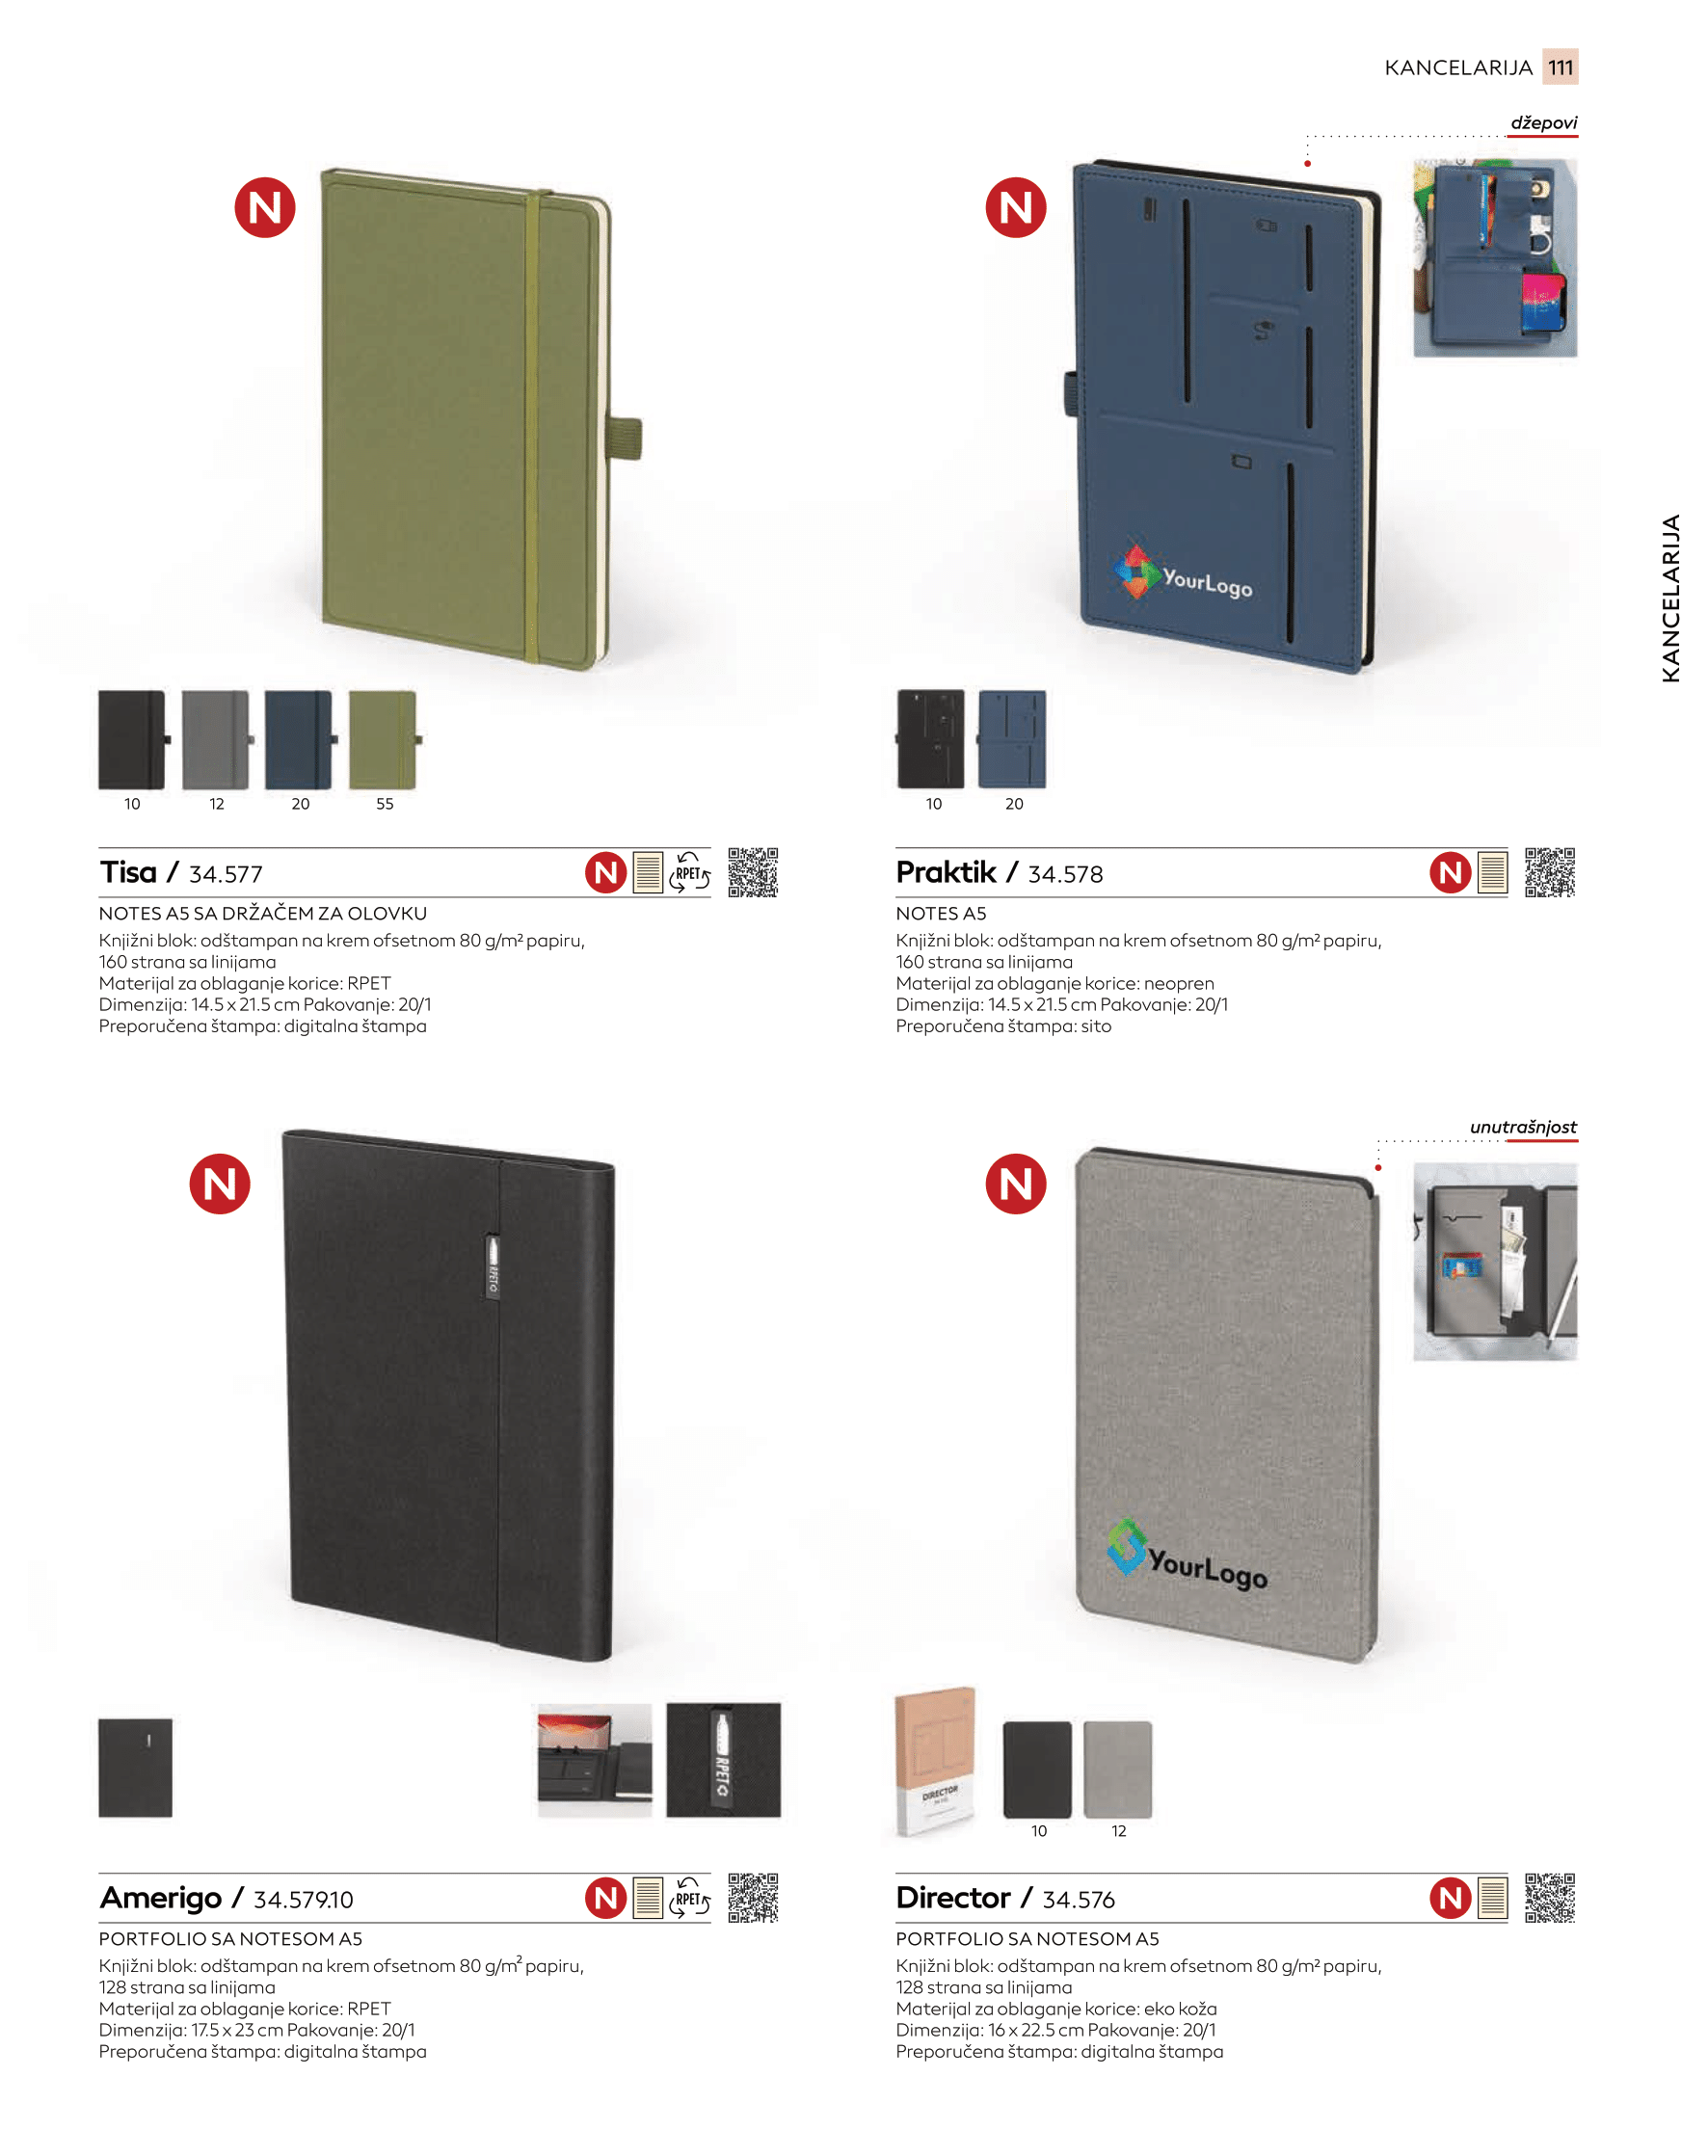 KANCELARIJA 111
džepovi
N
N
YourLogo
KANCELARIJA
10 12 20 55
10 20
Tisa / 34.577
N
RPET
NOTES A5 SA DRŽAČEM ZA OLOVKU
Knjižni blok: odštampan na krem ofsetnom 80 g/m² papiru,
160 strana sa linijama
Materijal za oblaganje korice: RPET
Dimenzija: 14.5 x 21.5 cm Pakovanje: 20/1
Preporučena štampa: digitalna štampa
Praktik / 34.578
N
NOTES A5
Knjižni blok: odštampan na krem ofsetnom 80 g/m² papiru,
160 strana sa linijama
Materijal za oblaganje korice: neopren
Dimenzija: 14.5 x 21.5 cm Pakovanje: 20/1
Preporučena štampa: sito
unutrašnjost
N
RPET
N
YourLogo
RPET
DIRECTOR
10 12
Amerigo / 34.579.10
N
RPET
PORTFOLIO SA NOTESOM A5
Knjižni blok: odštampan na krem ofsetnom 80 g/m² papiru,
128 strana sa linijama
Materijal za oblaganje korice: RPET
Dimenzija: 17.5 x 23 cm Pakovanje: 20/1
Preporučena štampa: digitalna štampa
Director / 34.576
N
PORTFOLIO SA NOTESOM A5
Knjižni blok: odštampan na krem ofsetnom 80 g/m² papiru,
128 strana sa linijama
Materijal za oblaganje korice: eko koža
Dimenzija: 16 x 22.5 cm Pakovanje: 20/1
Preporučena štampa: digitalna štampa